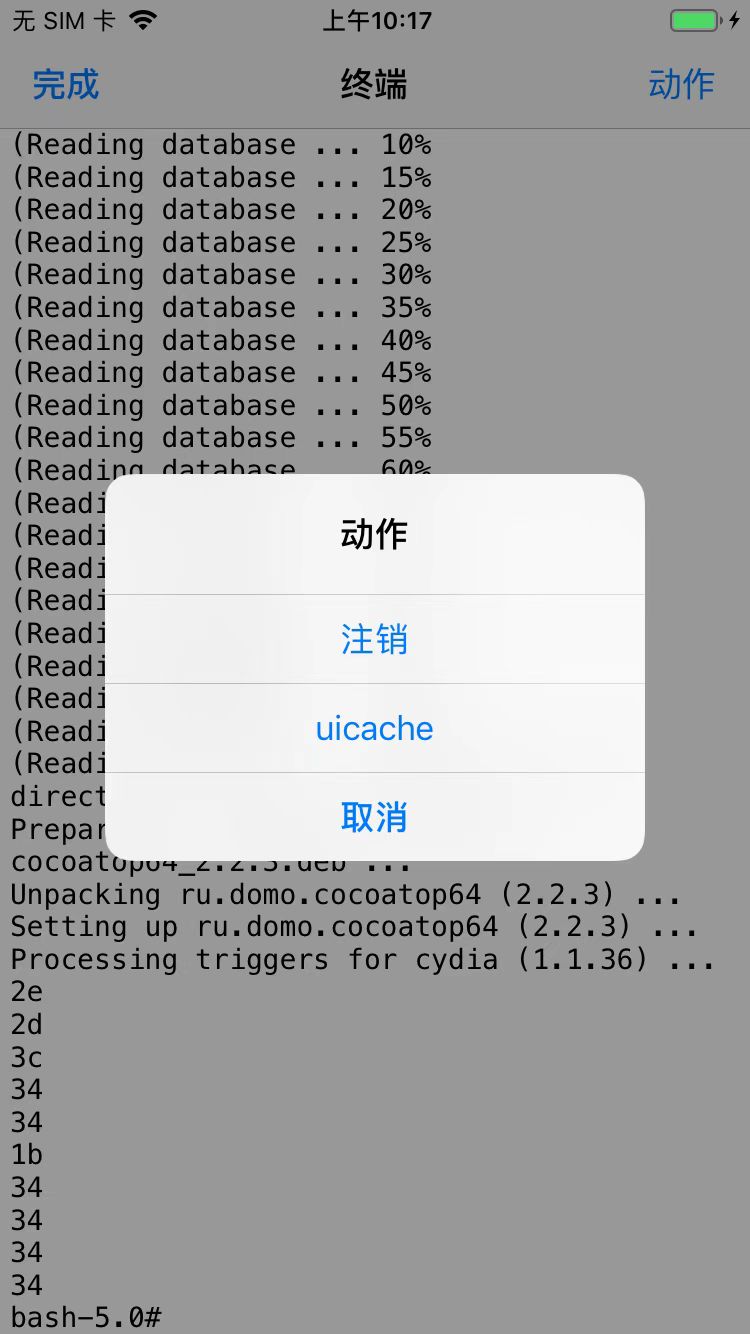 无 SIM 卡 上午10:17
完成 终端 动作
(Reading database ... 10%
(Reading database ... 15%
(Reading database ... 20%
(Reading database ... 25%
(Reading database ... 30%
(Reading database ... 35%
(Reading database ... 40%
(Reading database ... 45%
(Reading database ... 50%
(Reading database ... 55%
(Reading database ... 60%
(Readi
(Readi
(Readi
(Readi
(Readi
(Readi
(Readi
(Readi
(Readi
direct
Prepar
动作
注销
uicache
取消
cocoatop64_2.2.3.deb ...
Unpacking ru.domo.cocoatop64 (2.2.3) ...
Setting up ru.domo.cocoatop64 (2.2.3) ...
Processing triggers for cydia (1.1.36) ...
2e
2d
3c
34
34
1b
34
34
34
34
bash-5.0#